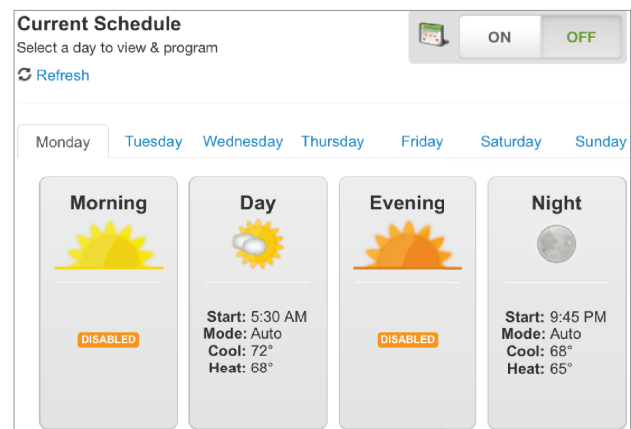 Current Schedule
Select a day to view & program
Refresh
ON OFF
Monday Tuesday Wednesday Thursday Friday Saturday Sunday
Morning
DISABLED
Day
Start: 5:30 AM
Mode: Auto
Cool: 72°
Heat: 68°
Evening
DISABLED
Night
Start: 9:45 PM
Mode: Auto
Cool: 68°
Heat: 65°